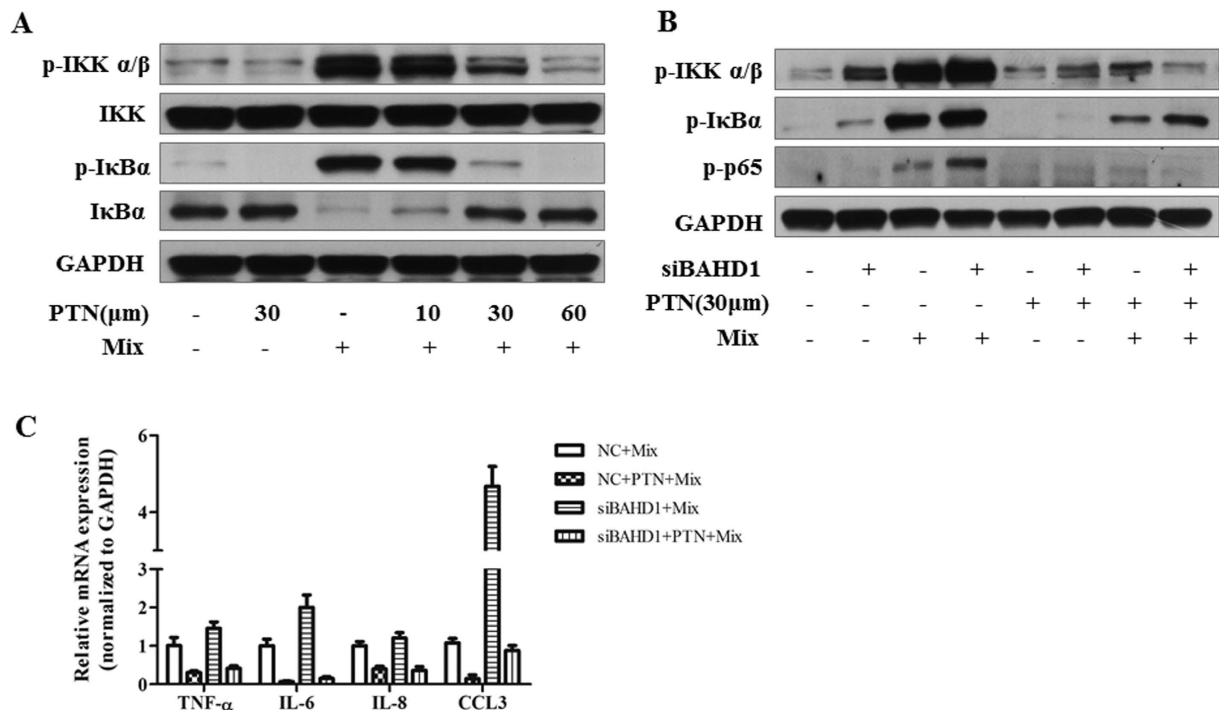 A
p-IKK α/β
IKK
p-IκBα
IκBα
GAPDH
PTN(μm) - 30 - 10 30 60
Mix - - + + + +
B
p-IKK α/β
p-IκBα
p-p65
GAPDH
siBAHD1 - + - + - + - +
PTN(30μm) - - - - + + + +
Mix - - + + - - + +
C
Relative mRNA expression
(normalized to GAPDH)
6
4
2
3
2
1
0
TNF-α IL-6 IL-8 CCL3
NC+Mix
NC+PTN+Mix
siBAHD1+Mix
siBAHD1+PTN+Mix